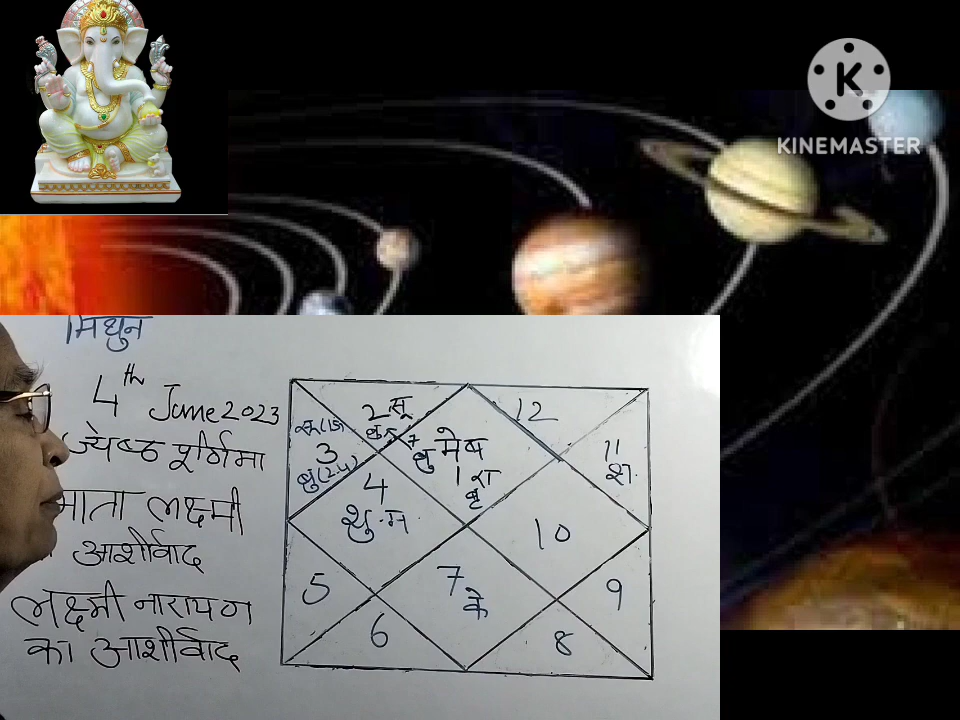 K
KINEMASTER
मिथुन
4th June 2023
ज्येष्ठ पूर्णिमा
माता लक्ष्मी
आशीर्वाद
लक्ष्मी नारायण
का आशीर्वाद
2 सू
12
3
बु मेष
11
श.
1 रा
बृ
4
शु.म.
10
5
7
के
9
6
8